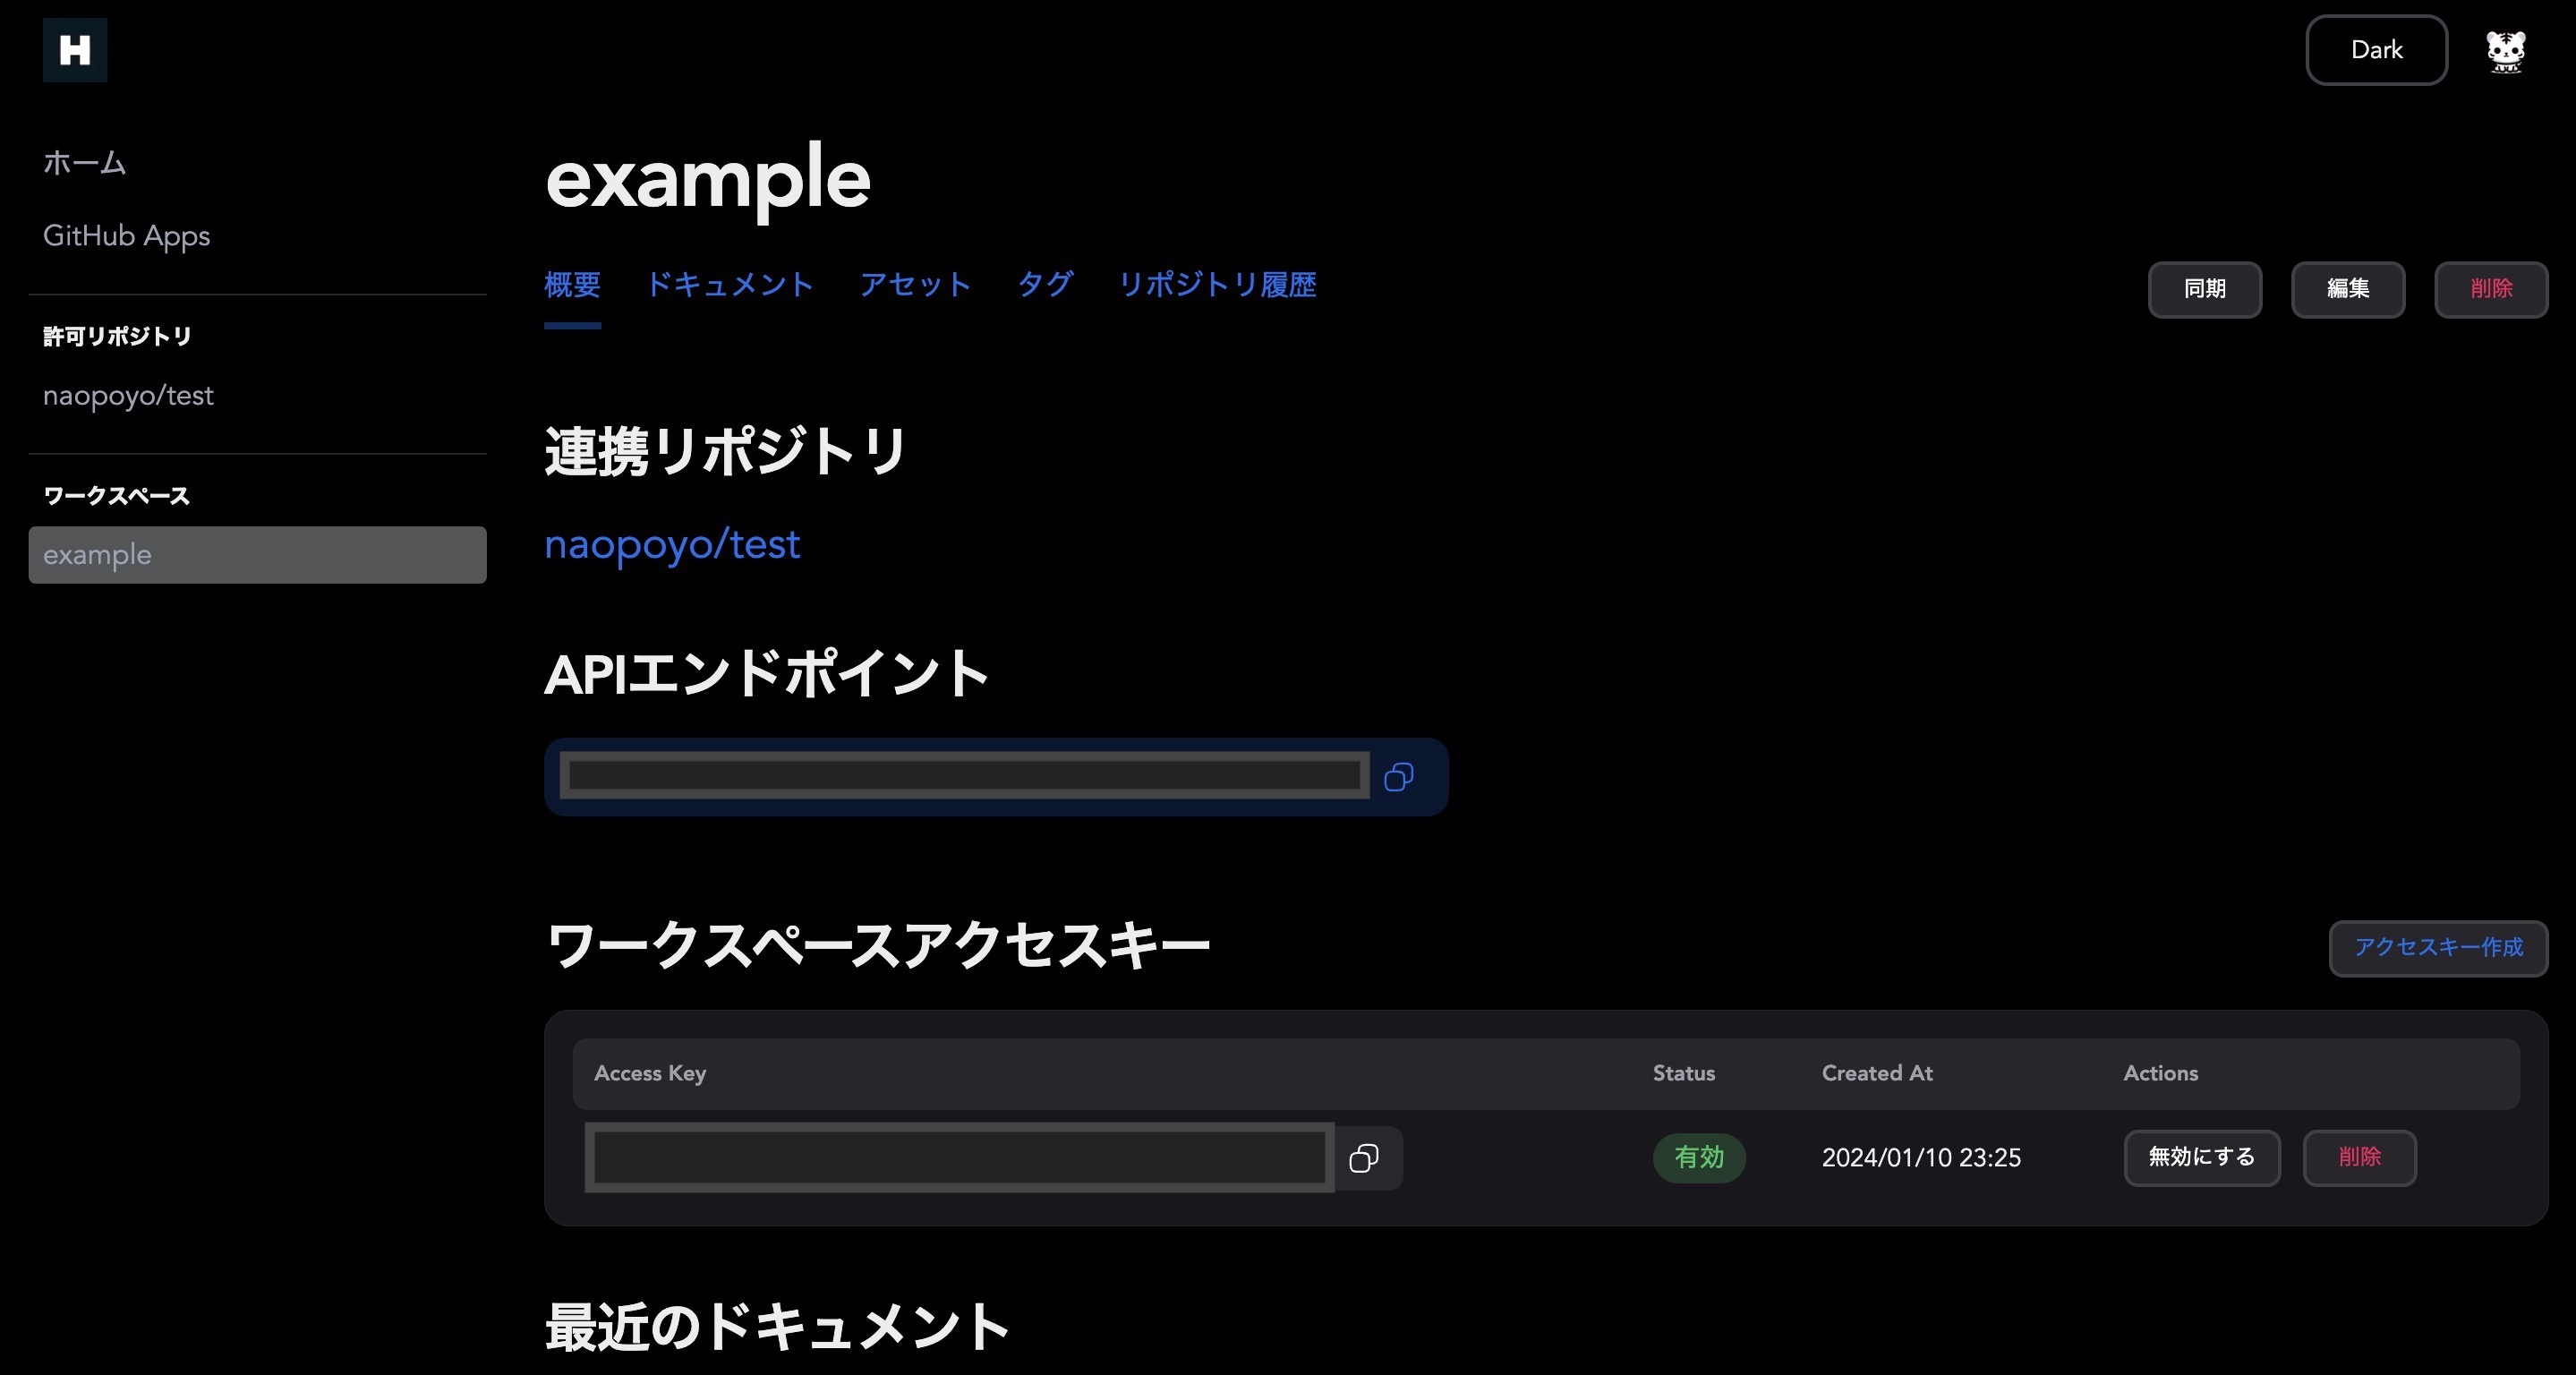 H
Dark
ホーム
GitHub Apps
許可リポジトリ
naopoyo/test
ワークスペース
example
example
概要 ドキュメント アセット タグ リポジトリ履歴
同期 編集 削除
連携リポジトリ
naopoyo/test
APIエンドポイント
ワークスペースアクセスキー
アクセスキー作成
Access Key Status Created At Actions
有効 2024/01/10 23:25 無効にする 削除
最近のドキュメント